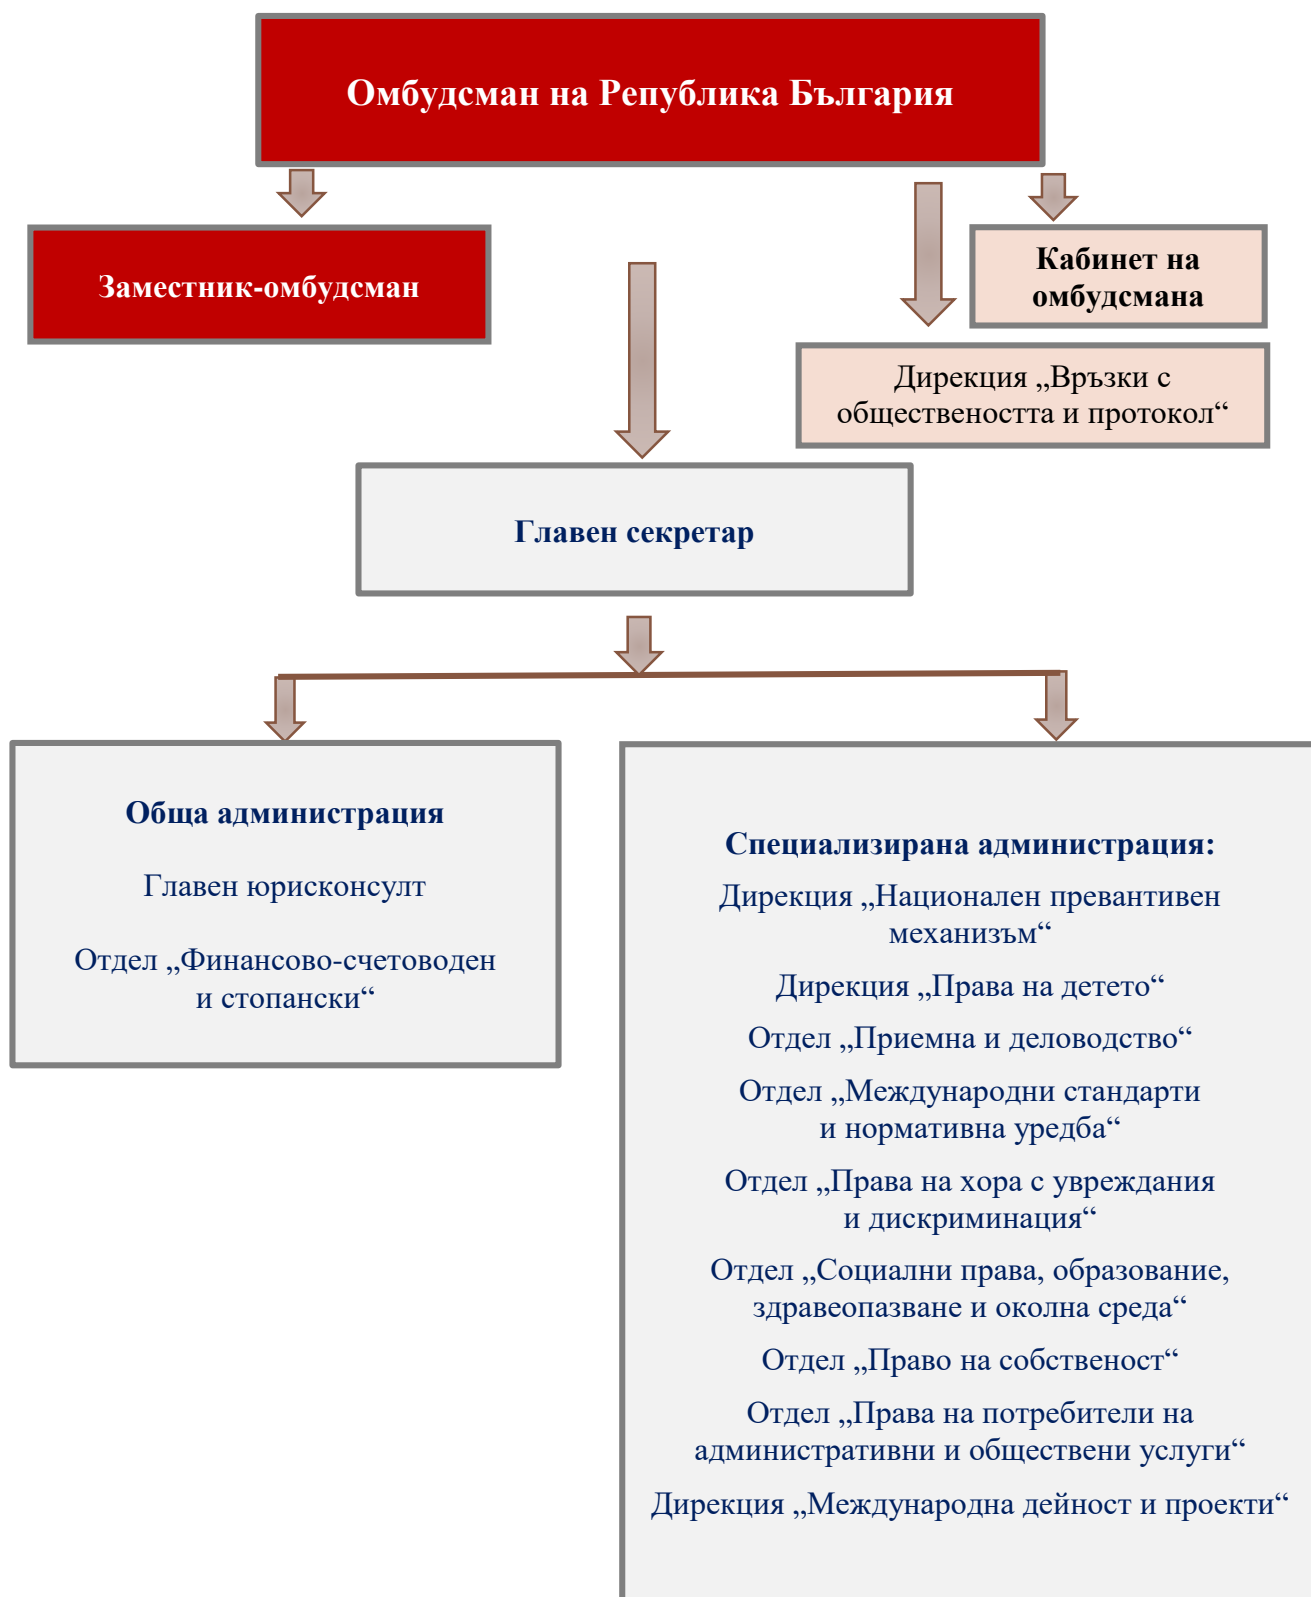 Омбудсман на Република България
Заместник-омбудсман
Кабинет на
омбудсмана
Дирекция „Връзки с
обществеността и протокол“
Главен секретар
Обща администрация
Главен юрисконсулт
Отдел „Финансово-счетоводен
и стопански“
Специализирана администрация:
Дирекция „Национален превантивен
механизъм“
Дирекция „Права на детето“
Отдел „Приемна и деловодство“
Отдел „Международни стандарти
и нормативна уредба“
Отдел „Права на хора с увреждания
и дискриминация“
Отдел „Социални права, образование,
здравеопазване и околна среда“
Отдел „Право на собственост“
Отдел „Права на потребители на
административни и обществени услуги“
Дирекция „Международна дейност и проекти“